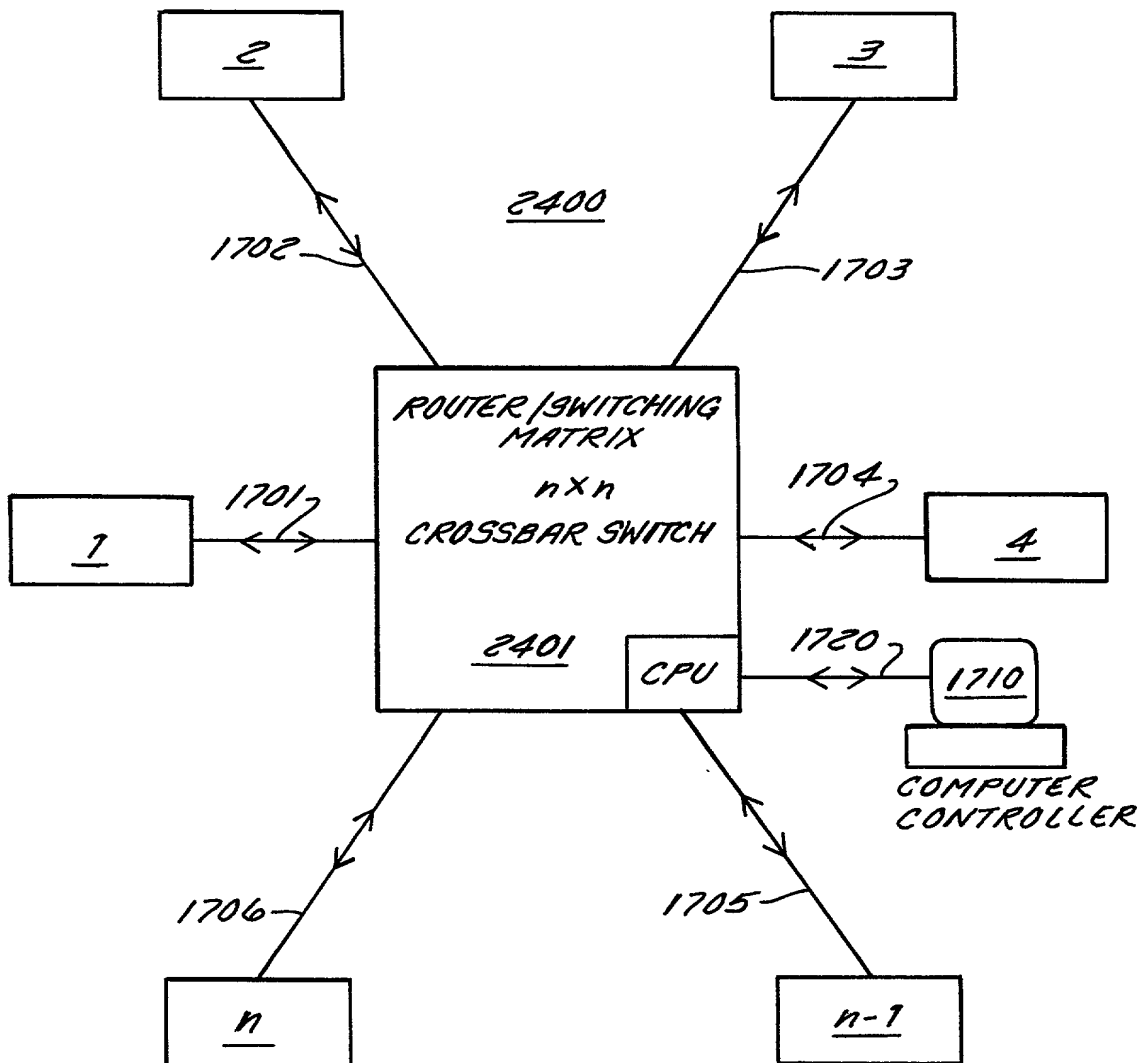 2
3
2400
1702
1703
ROUTER/SWITCHING
MATRIX
n×n
CROSSBAR SWITCH
1701
1704
1
4
2401
CPU
1720
1710
COMPUTER
CONTROLLER
1706
1705
n
n-1